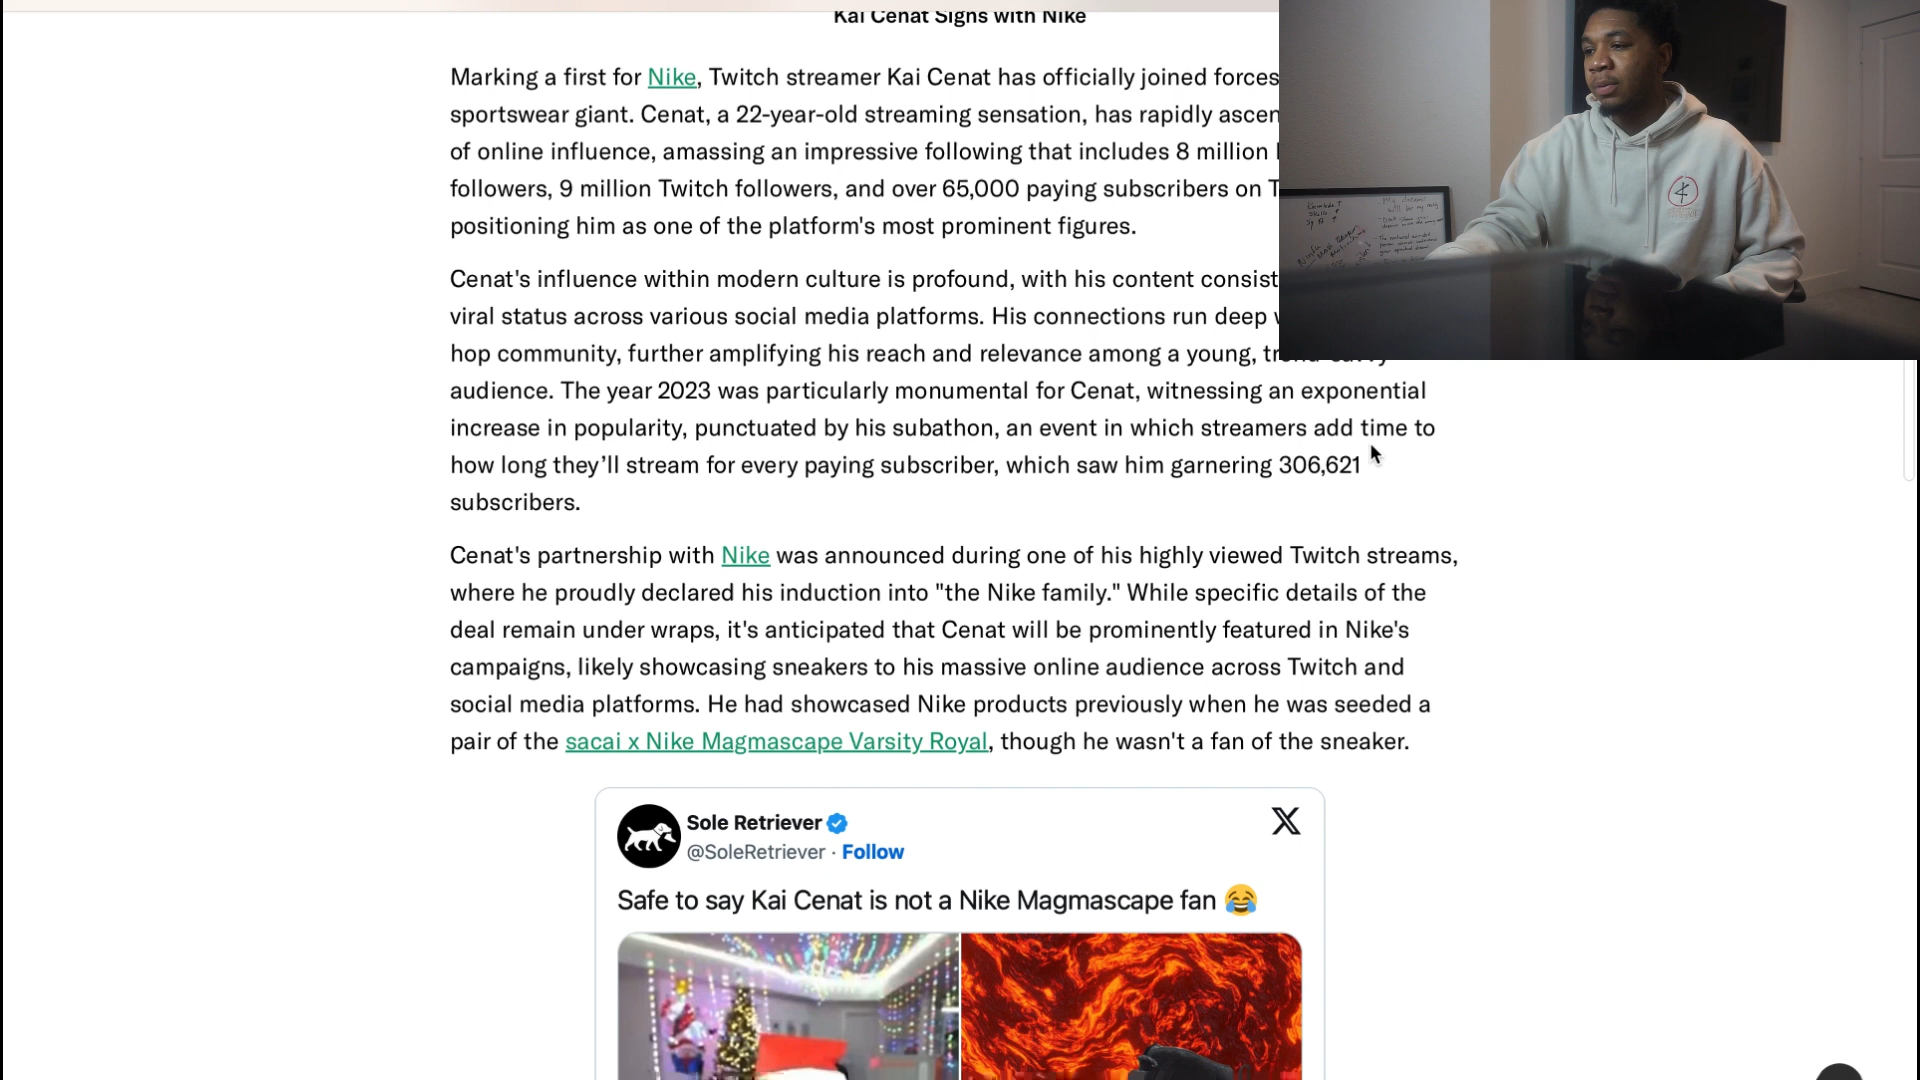 Kai Cenat Signs with Nike
Marking a first for Nike, Twitch streamer Kai Cenat has officially joined forces
sportswear giant. Cenat, a 22-year-old streaming sensation, has rapidly ascen
of online influence, amassing an impressive following that includes 8 million
followers, 9 million Twitch followers, and over 65,000 paying subscribers on T
positioning him as one of the platform's most prominent figures.
Cenat's influence within modern culture is profound, with his content consist
viral status across various social media platforms. His connections run deep
hop community, further amplifying his reach and relevance among a young,
audience. The year 2023 was particularly monumental for Cenat, witnessing an exponential
increase in popularity, punctuated by his subathon, an event in which streamers add time to
how long they’ll stream for every paying subscriber, which saw him garnering 306,621
subscribers.
Cenat's partnership with Nike was announced during one of his highly viewed Twitch streams,
where he proudly declared his induction into "the Nike family." While specific details of the
deal remain under wraps, it's anticipated that Cenat will be prominently featured in Nike's
campaigns, likely showcasing sneakers to his massive online audience across Twitch and
social media platforms. He had showcased Nike products previously when he was seeded a
pair of the sacai x Nike Magmascape Varsity Royal, though he wasn't a fan of the sneaker.
Sole Retriever
@SoleRetriever · Follow
Safe to say Kai Cenat is not a Nike Magmascape fan 😂